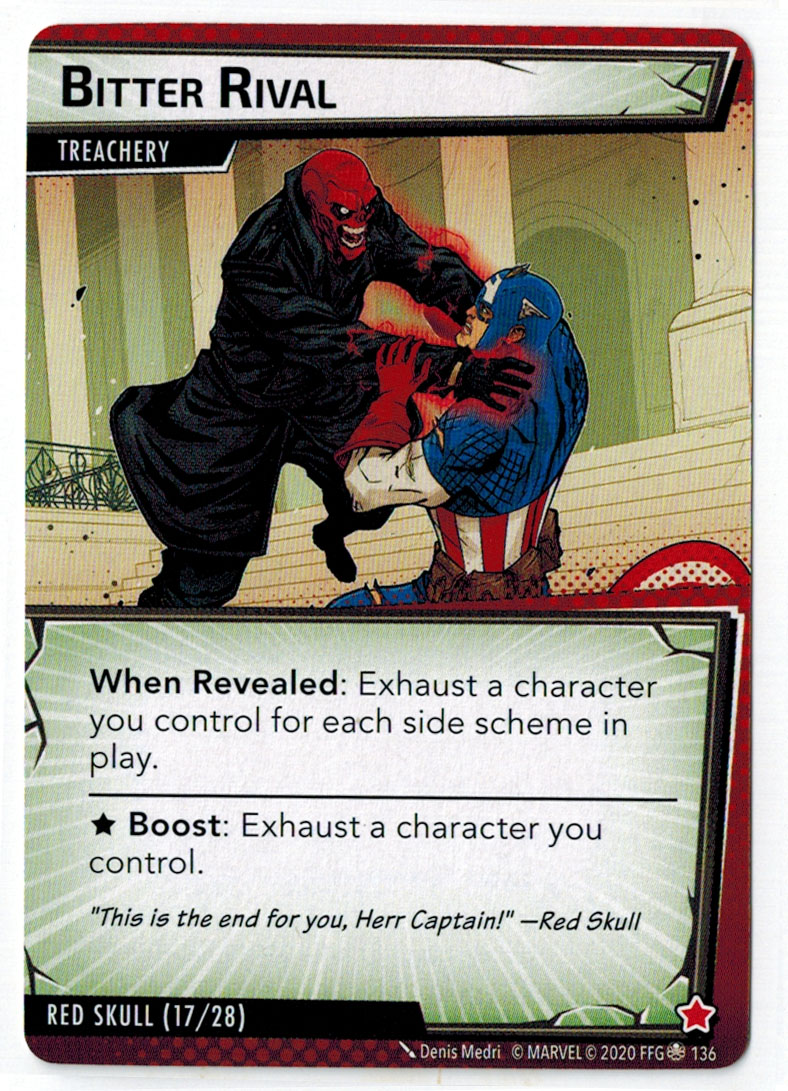 BITTER RIVAL
TREACHERY
When Revealed: Exhaust a character
you control for each side scheme in
play.
★ Boost: Exhaust a character you
control.
"This is the end for you, Herr Captain!" —Red Skull
RED SKULL (17/28)
Denis Medri © MARVEL © 2020 FFG 136